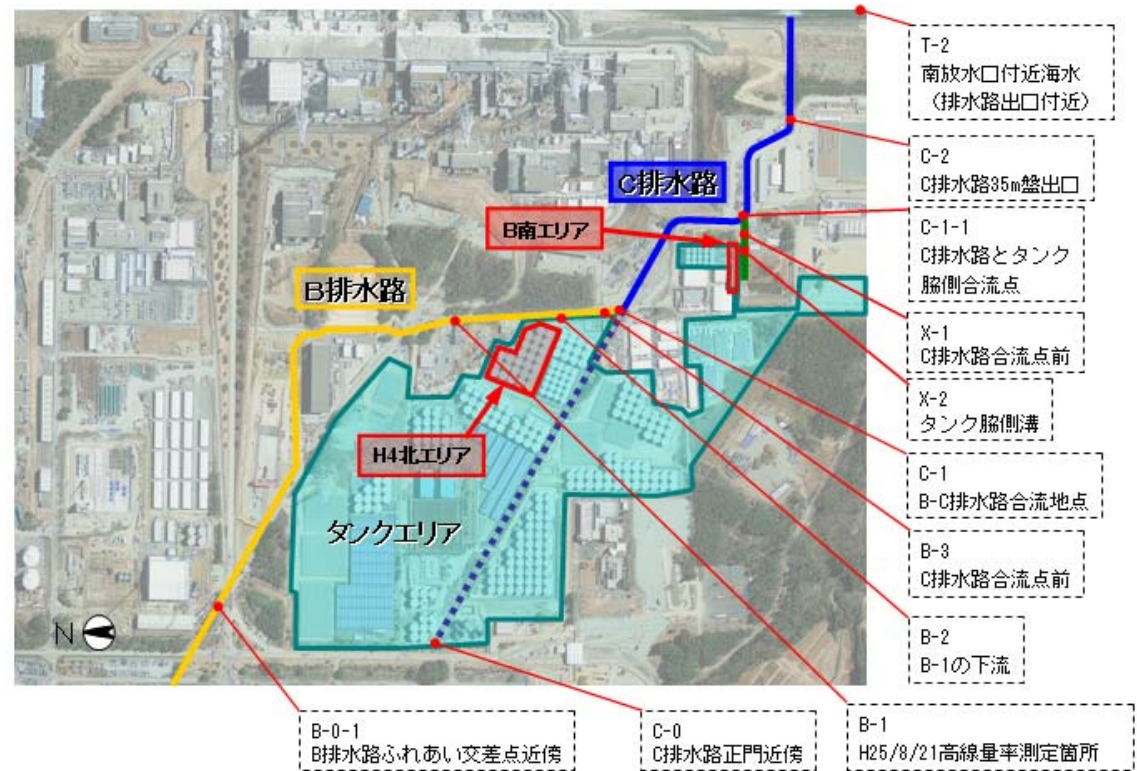 T-2
南放水口付近海水
（排水路出口付近）
C-2
C排水路35m盤出口
C-1-1
C排水路とタンク
脇側合流点
X-1
C排水路合流点前
X-2
タンク脇側溝
C-1
B-C排水路合流地点
B-3
C排水路合流点前
B-2
B-1の下流
B-1
H25/8/21高線量率測定箇所
C-0
C排水路正門近傍
B-0-1
B排水路ふれあい交差点近傍
C排水路
B南エリア
B排水路
H4北エリア
タンクエリア
N